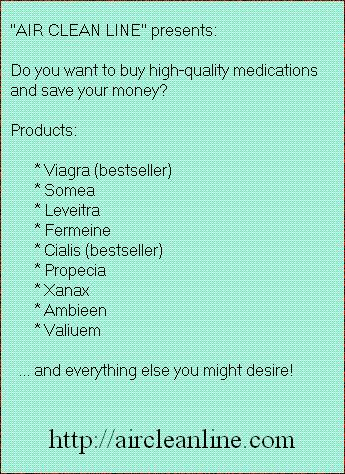 "AIR CLEAN LINE" presents:
Do you want to buy high-quality medications
and save your money?
Products:
* Viagra (bestseller)
* Somea
* Leveitra
* Fermeine
* Cialis (bestseller)
* Propecia
* Xanax
* Ambieen
* Valiuem
... and everything else you might desire!
http://aircleanline.com